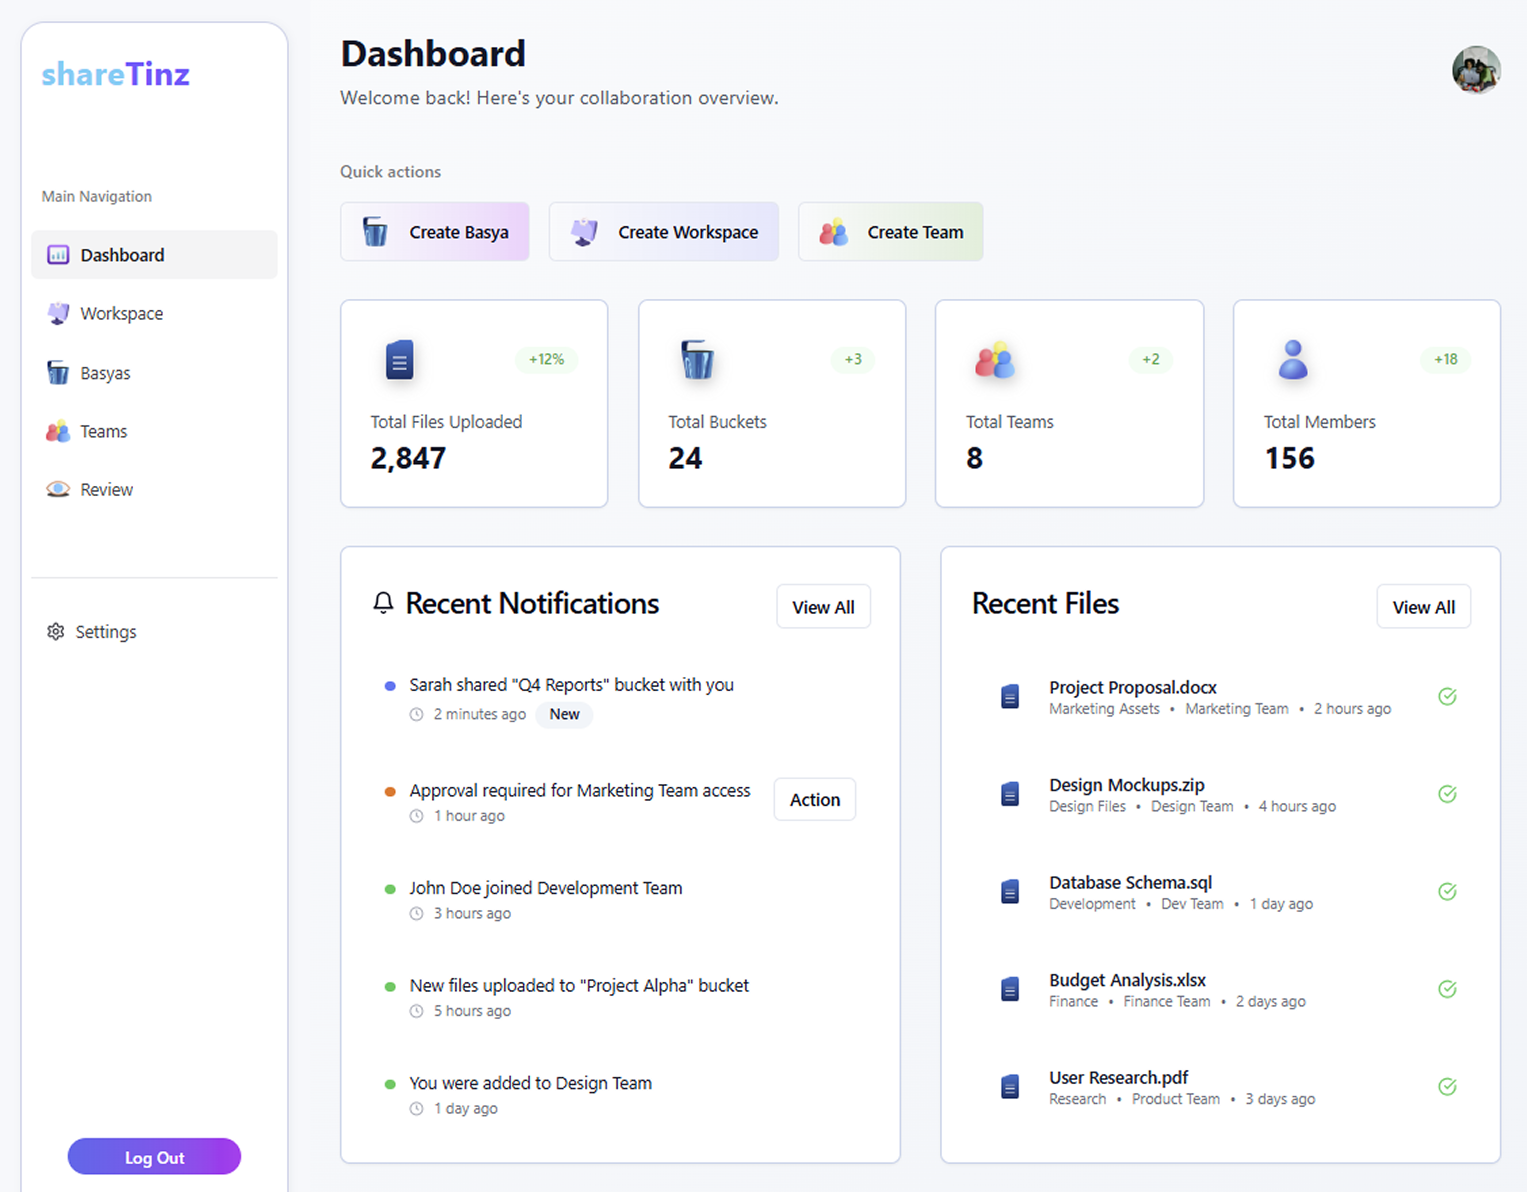 shareTinz
Main Navigation
Dashboard
Workspace
Basyas
Teams
Review
Settings
Log Out
Dashboard
Welcome back! Here's your collaboration overview.
Quick actions
Create Basya
Create Workspace
Create Team
+12%
Total Files Uploaded
2,847
+3
Total Buckets
24
+2
Total Teams
8
+18
Total Members
156
Recent Notifications
View All
Sarah shared "Q4 Reports" bucket with you
2 minutes ago New
Approval required for Marketing Team access
1 hour ago
Action
John Doe joined Development Team
3 hours ago
New files uploaded to "Project Alpha" bucket
5 hours ago
You were added to Design Team
1 day ago
Recent Files
View All
Project Proposal.docx
Marketing Assets • Marketing Team • 2 hours ago
Design Mockups.zip
Design Files • Design Team • 4 hours ago
Database Schema.sql
Development • Dev Team • 1 day ago
Budget Analysis.xlsx
Finance • Finance Team • 2 days ago
User Research.pdf
Research • Product Team • 3 days ago